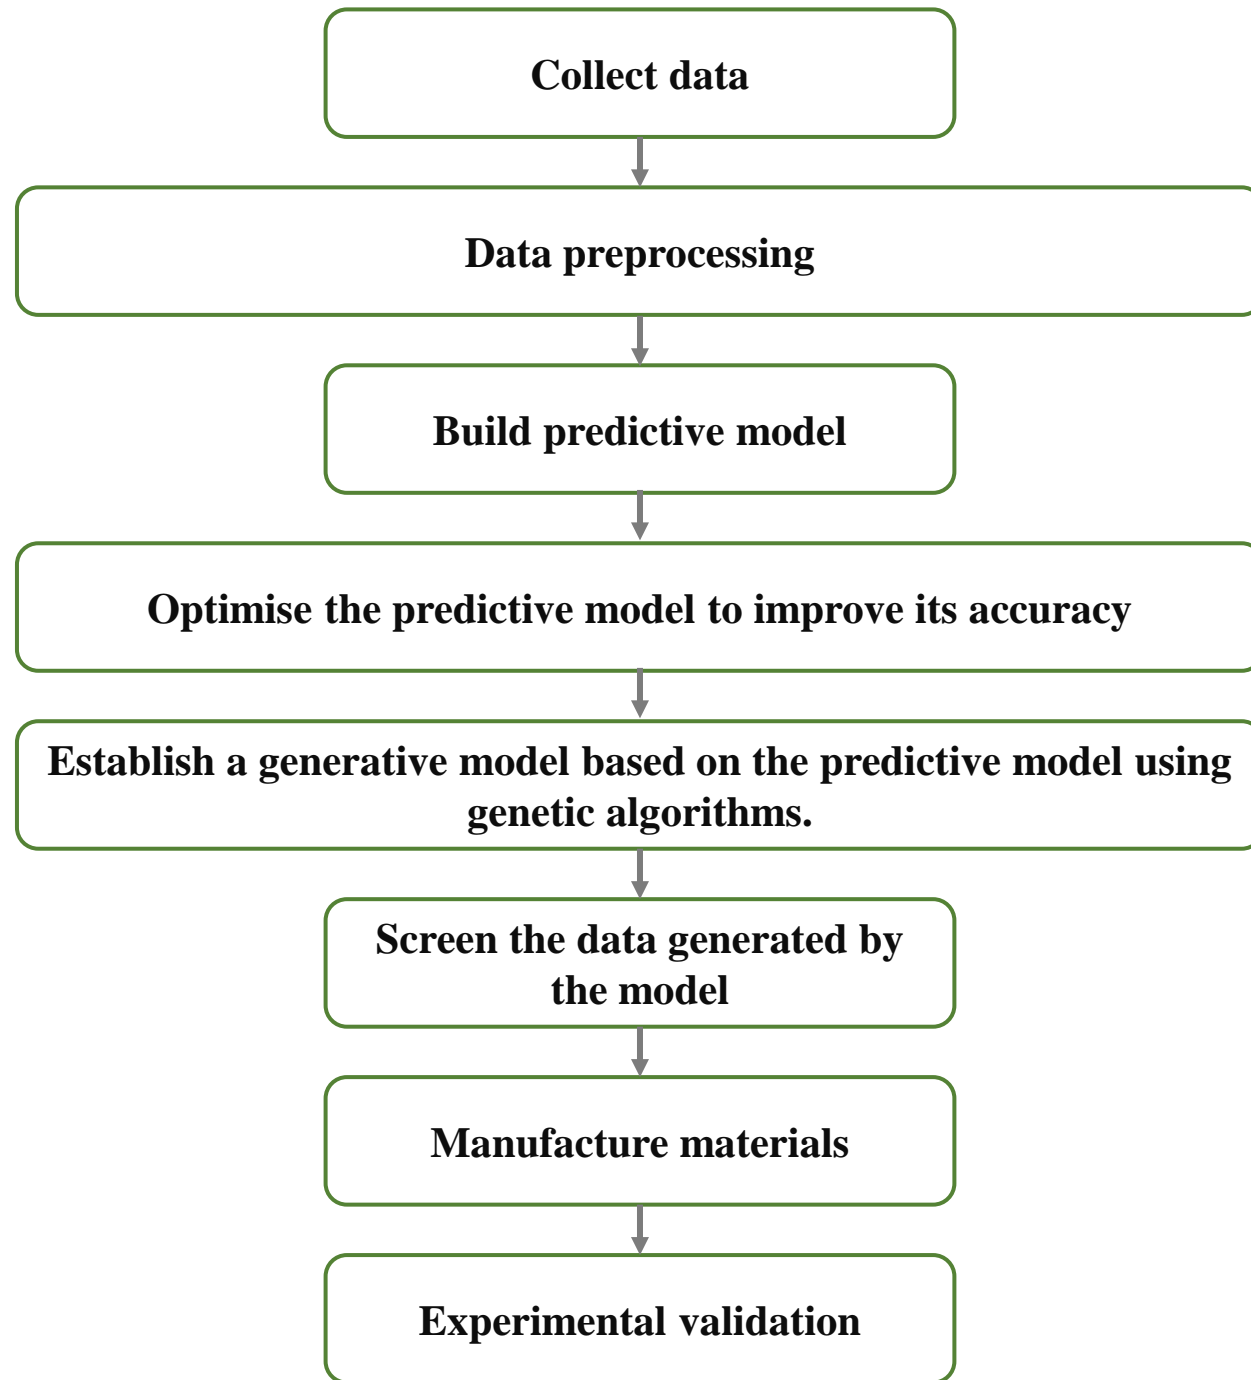 Collect data
Data preprocessing
Build predictive model
Optimise the predictive model to improve its accuracy
Establish a generative model based on the predictive model using
genetic algorithms.
Screen the data generated by
the model
Manufacture materials
Experimental validation